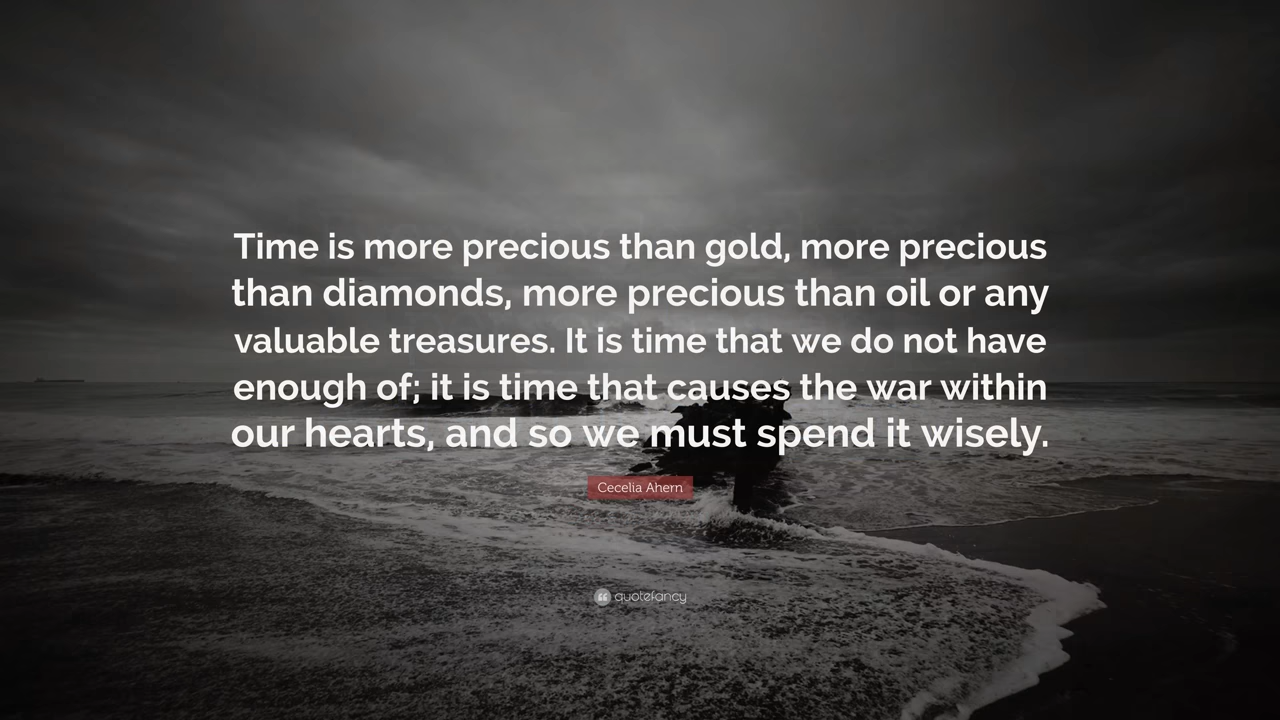 Time is more precious than gold, more precious
than diamonds, more precious than oil or any
valuable treasures. It is time that we do not have
enough of; it is time that causes the war within
our hearts, and so we must spend it wisely.
Cecelia Ahern
quotefancy